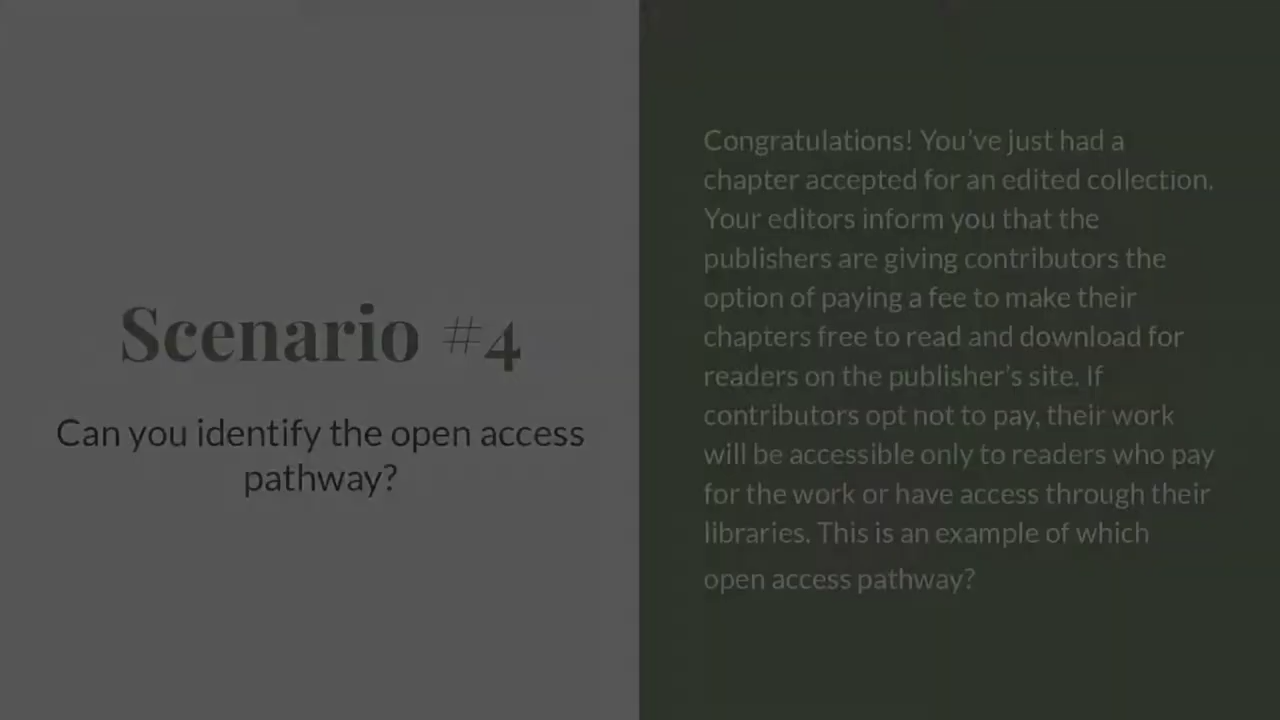 Scenario #4
Can you identify the open access
pathway?
Congratulations! You’ve just had a
chapter accepted for an edited collection.
Your editors inform you that the
publishers are giving contributors the
option of paying a fee to make their
chapters free to read and download for
readers on the publisher’s site. If
contributors opt not to pay, their work
will be accessible only to readers who pay
for the work or have access through their
libraries. This is an example of which
open access pathway?